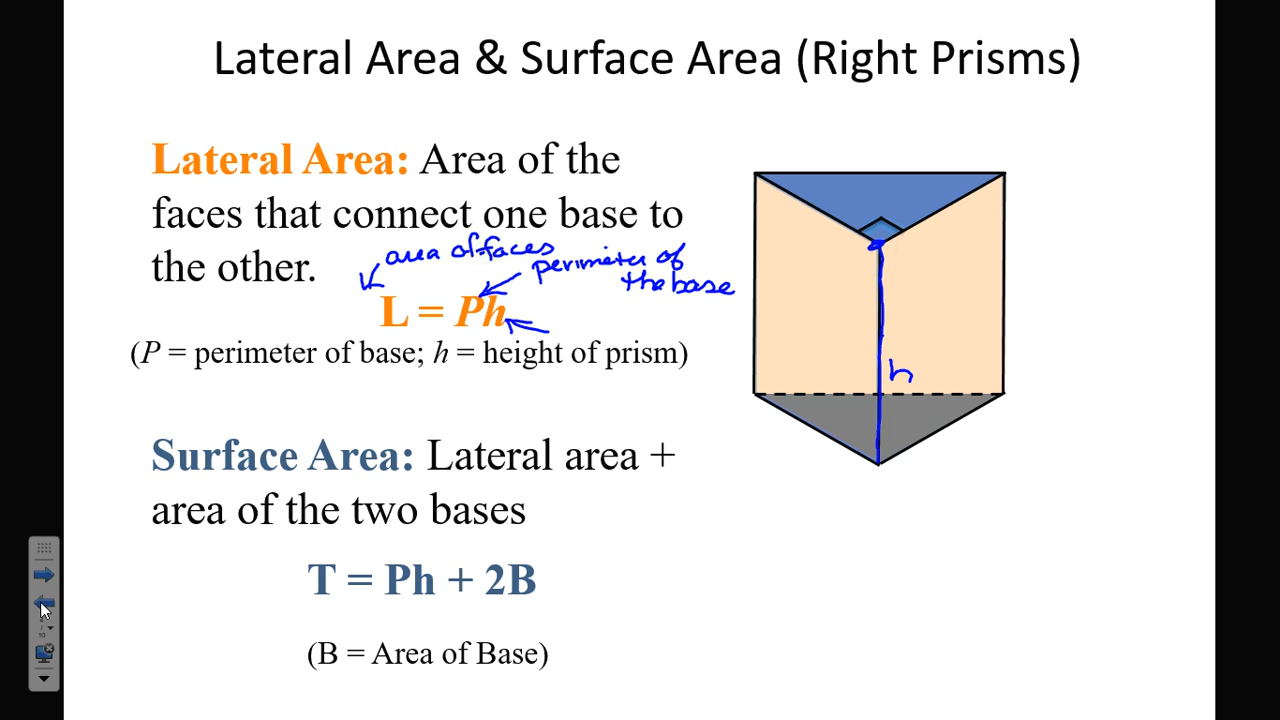 Lateral Area & Surface Area (Right Prisms)
Lateral Area: Area of the
faces that connect one base to
the other.
area of faces
perimeter of
the base
L = Ph
(P = perimeter of base; h = height of prism)
h
Surface Area: Lateral area +
area of the two bases
T = Ph + 2B
(B = Area of Base)
10